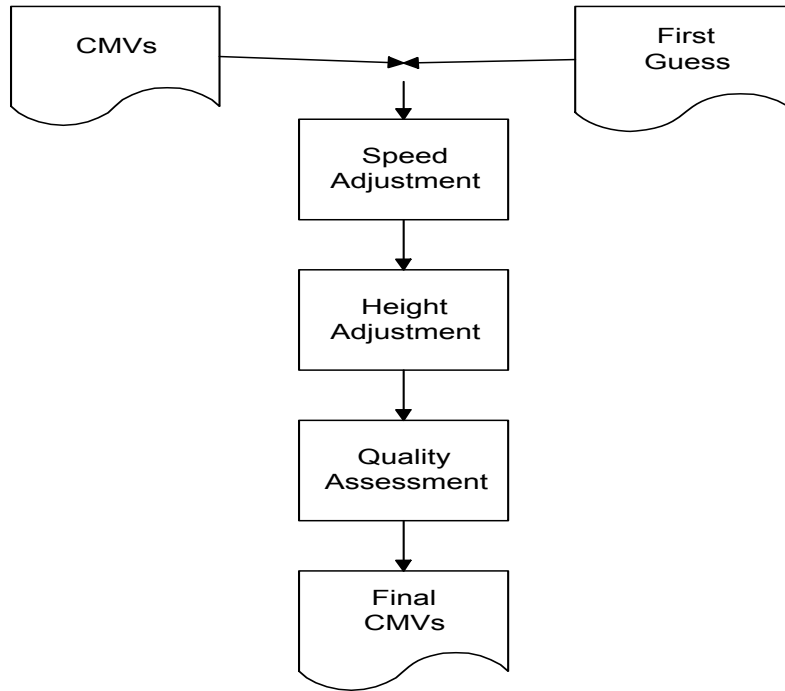 CMVs
First
Guess
Speed
Adjustment
Height
Adjustment
Quality
Assessment
Final
CMVs